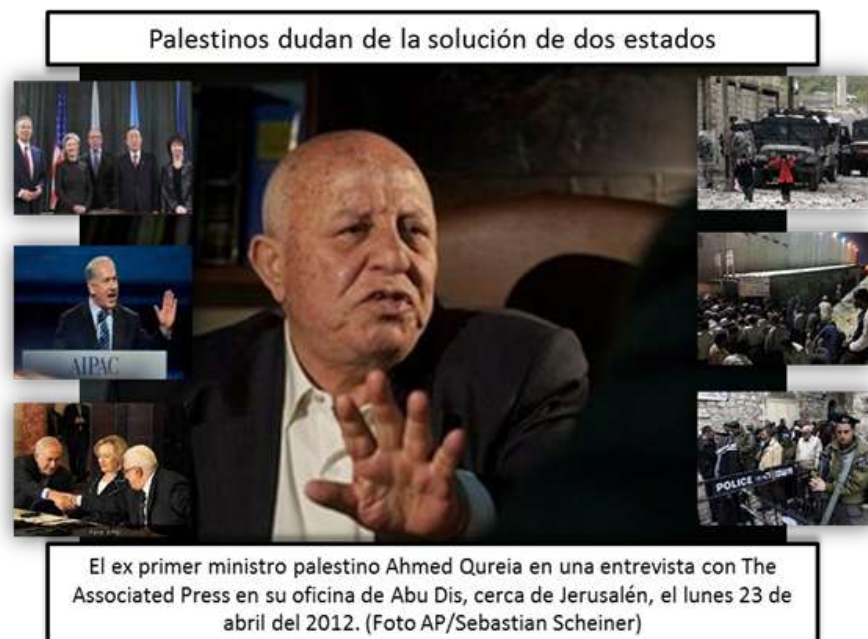 Palestinos dudan de la solución de dos estados
AIPAC
POLICE
El ex primer ministro palestino Ahmed Qureia en una entrevista con The
Associated Press en su oficina de Abu Dis, cerca de Jerusalén, el lunes 23 de
abril del 2012. (Foto AP/Sebastian Scheiner)